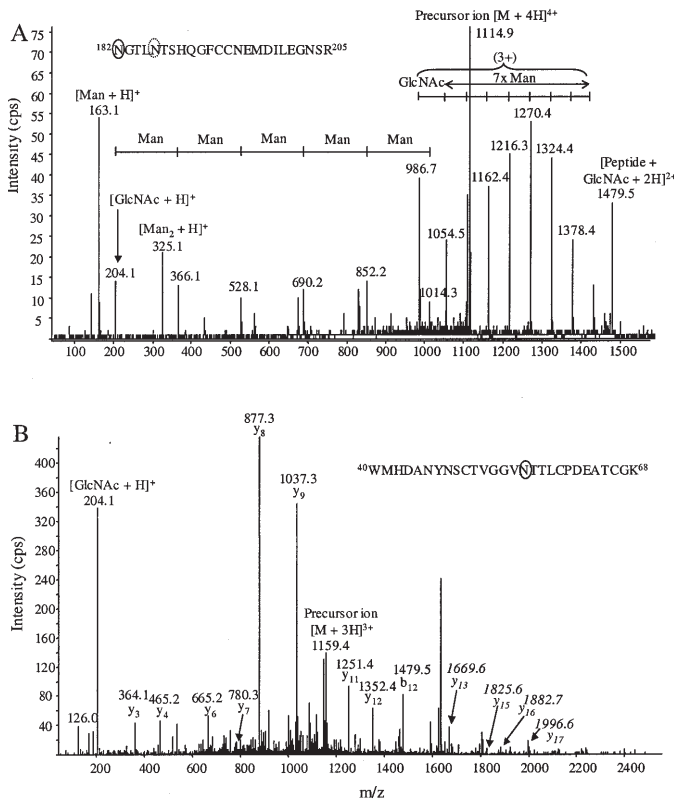 A
¹⁸²NGTLNTSHQGFCCNEMDILEGNSR²⁰⁵
Precursor ion [M + 4H]⁴⁺
1114.9
(3+)
GlcNAc 7x Man
[Man + H]⁺
163.1
Man Man Man Man Man
[GlcNAc + H]⁺
204.1
[Man₂ + H]⁺
325.1
366.1
528.1
690.2
852.2
986.7
1014.3
1054.5
1162.4
1216.3
1270.4
1324.4
1378.4
[Peptide +
GlcNAc + 2H]²⁺
1479.5
Intensity (cps)
75
70
65
60
55
50
45
40
35
30
25
20
15
10
5
100 200 300 400 500 600 700 800 900 1000 1100 1200 1300 1400 1500
B
⁴⁰WMHDANYNSCTVGGVNTTLCPDEATCGK⁶⁸
[GlcNAc + H]⁺
204.1
877.3
y₈
1037.3
y₉
Precursor ion
[M + 3H]³⁺
1159.4
126.0
364.1
y₃
465.2
y₄
665.2
y₆
780.3
y₇
1251.4
y₁₁
1352.4
y₁₂
1479.5
b₁₂
1669.6
y₁₃
1825.6
y₁₅
1882.7
y₁₆
1996.6
y₁₇
Intensity (cps)
400
360
320
280
240
200
160
120
80
40
200 400 600 800 1000 1200 1400 1600 1800 2000 2200 2400
m/z